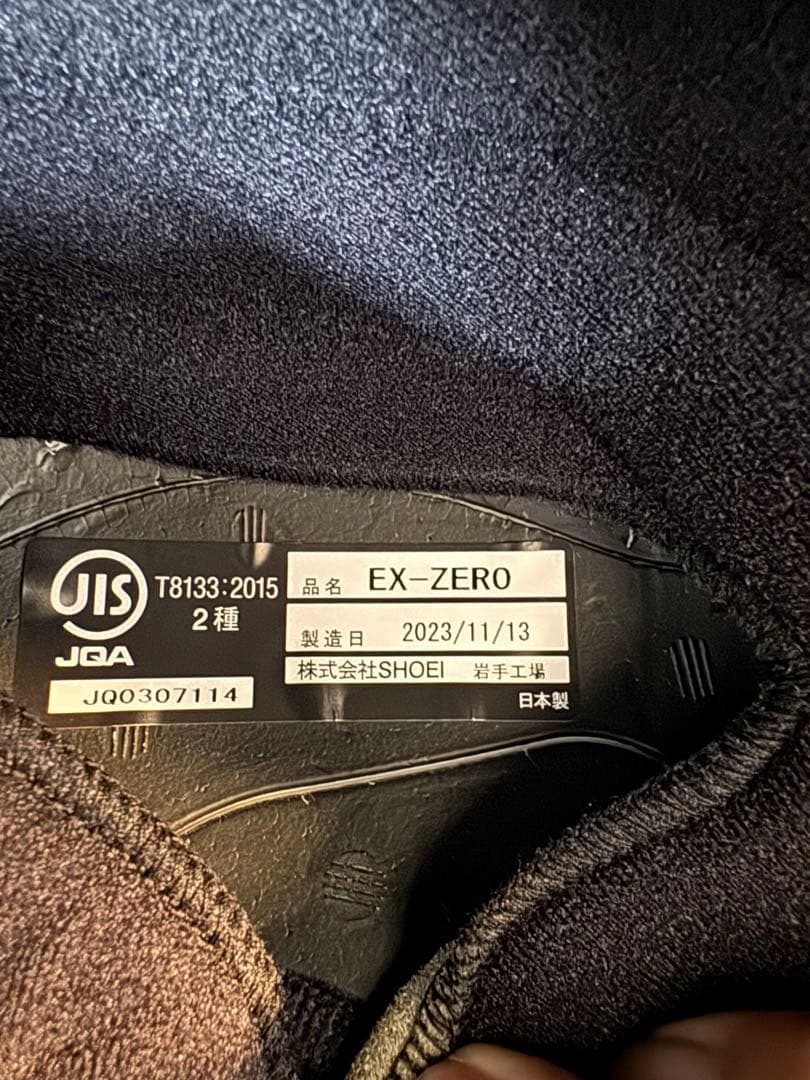 JIS
T8133:2015
2種
JQA
JQ0307114
品名 EX-ZERO
製造日 2023/11/13
株式会社SHOEI 岩手工場
日本製